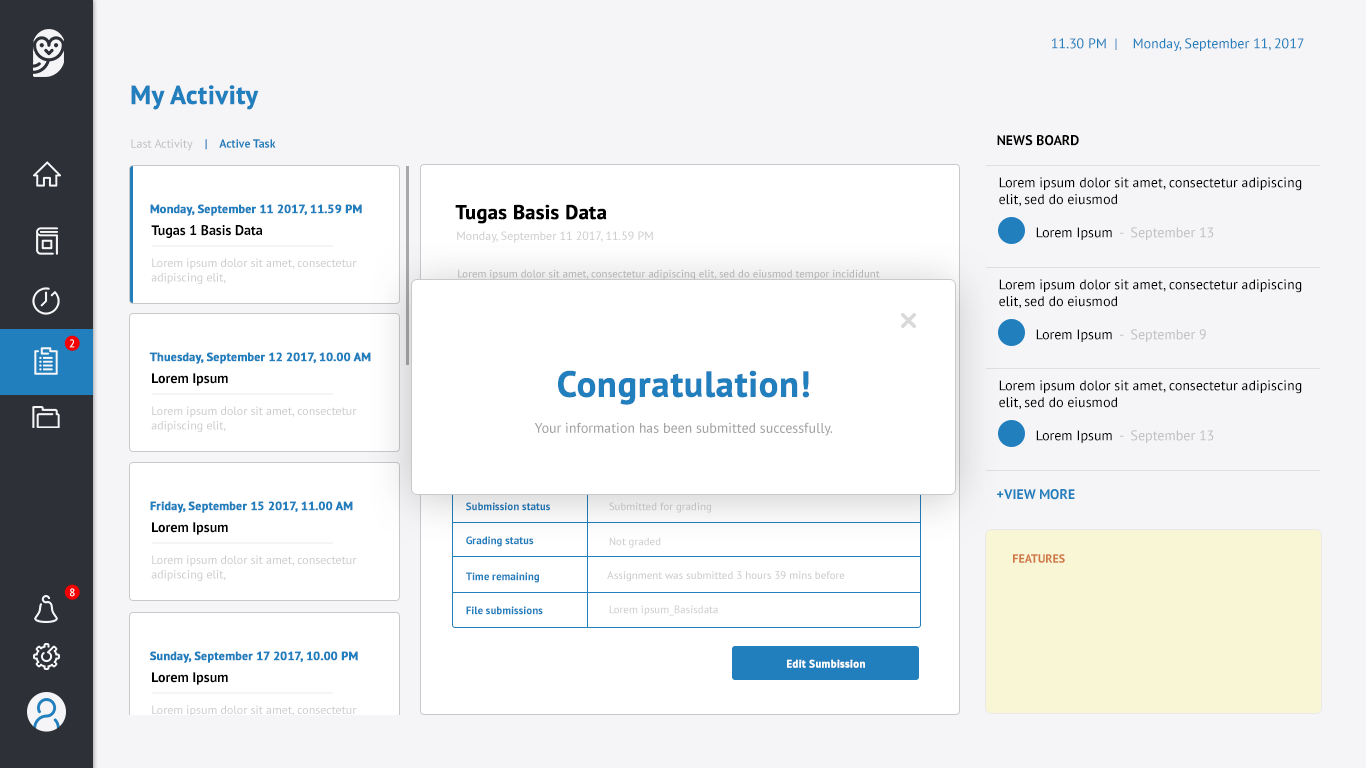 11.30 PM | Monday, September 11, 2017
My Activity
Last Activity | Active Task
Monday, September 11 2017, 11.59 PM
Tugas 1 Basis Data
Lorem ipsum dolor sit amet, consectetur
adipiscing elit,
Thuesday, September 12 2017, 10.00 AM
Lorem Ipsum
Lorem ipsum dolor sit amet, consectetur
adipiscing elit,
Friday, September 15 2017, 11.00 AM
Lorem Ipsum
Lorem ipsum dolor sit amet, consectetur
adipiscing elit,
Sunday, September 17 2017, 10.00 PM
Lorem Ipsum
Lorem ipsum dolor sit amet, consectetur
2
8
Tugas Basis Data
Monday, September 11 2017, 11.59 PM
Lorem ipsum dolor sit amet, consectetur adipiscing elit, sed do eiusmod tempor incididunt
Congratulation!
Your information has been submitted successfully.
Submission status Submitted for grading
Grading status Not graded
Time remaining Assignment was submitted 3 hours 39 mins before
File submissions Lorem ipsum_Basisdata
Edit Sumbission
NEWS BOARD
Lorem ipsum dolor sit amet, consectetur adipiscing
elit, sed do eiusmod
Lorem Ipsum - September 13
Lorem ipsum dolor sit amet, consectetur adipiscing
elit, sed do eiusmod
Lorem Ipsum - September 9
Lorem ipsum dolor sit amet, consectetur adipiscing
elit, sed do eiusmod
Lorem Ipsum - September 13
+VIEW MORE
FEATURES